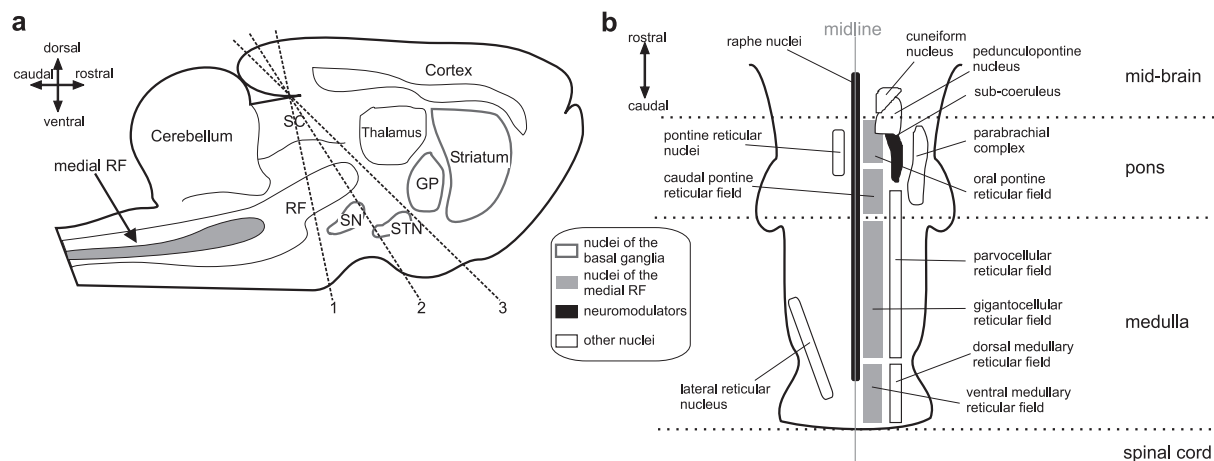 a
dorsal
caudal
rostral
ventral
Cerebellum
medial RF
SC
Cortex
Thalamus
Striatum
GP
RF
SN
STN
1
2
3
nuclei of the
basal ganglia
nuclei of the
medial RF
neuromodulators
other nuclei
b
rostral
caudal
midline
raphe nuclei
cuneiform
nucleus
pedunculopontine
nucleus
sub-coeruleus
mid-brain
pontine reticular
nuclei
caudal pontine
reticular field
parabrachial
complex
oral pontine
reticular field
pons
parvocellular
reticular field
gigantocellular
reticular field
medulla
dorsal medullary
reticular field
lateral reticular
nucleus
ventral medullary
reticular field
spinal cord